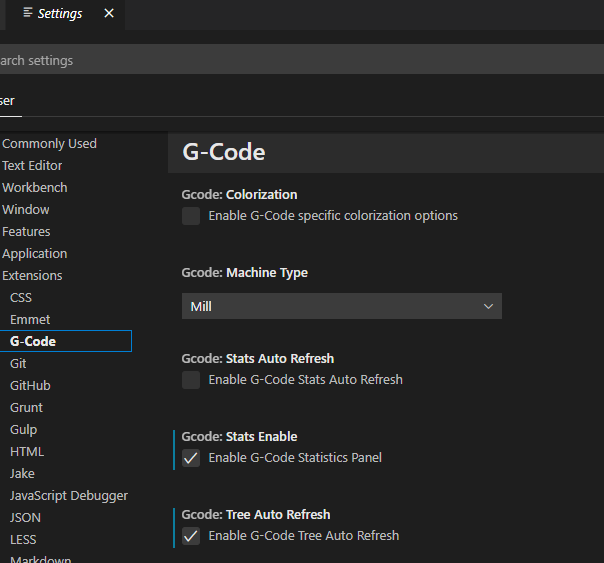 Settings
arch settings
ser
Commonly Used
Text Editor
Workbench
Window
Features
Application
Extensions
CSS
Emmet
G-Code
Git
GitHub
Grunt
Gulp
HTML
Jake
JavaScript Debugger
JSON
LESS
Markdown
G-Code
Gcode: Colorization
Enable G-Code specific colorization options
Gcode: Machine Type
Mill
Gcode: Stats Auto Refresh
Enable G-Code Stats Auto Refresh
Gcode: Stats Enable
Enable G-Code Statistics Panel
Gcode: Tree Auto Refresh
Enable G-Code Tree Auto Refresh